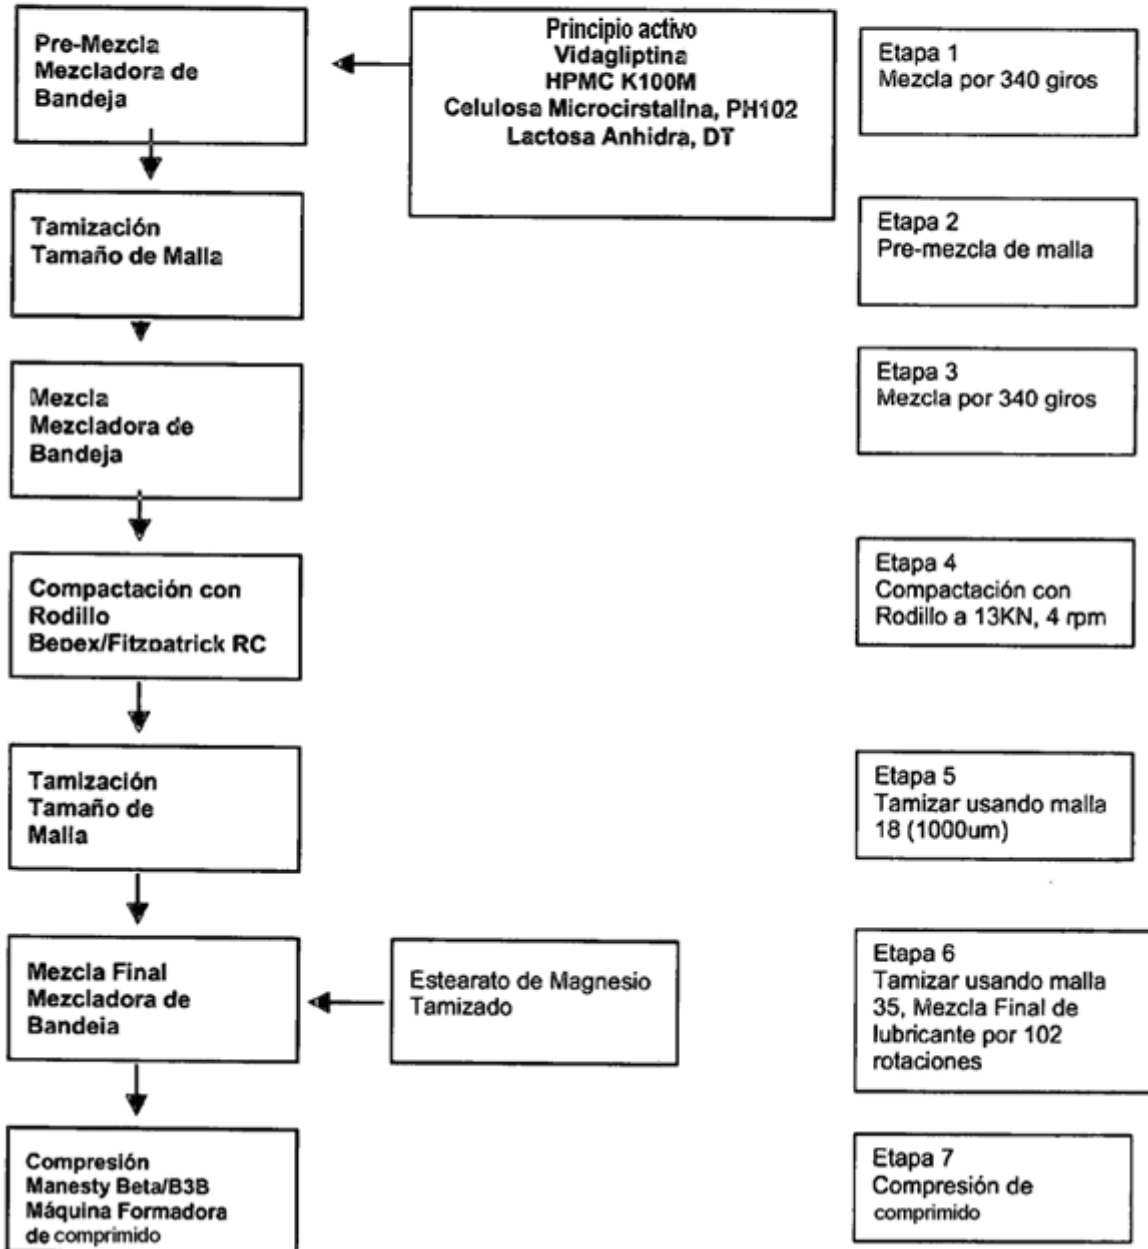 Pre-Mezcla
Mezcladora de
Bandeja
Principio activo
Vidagliptina
HPMC K100M
Celulosa Microcirstalina, PH102
Lactosa Anhidra, DT
Etapa 1
Mezcla por 340 giros
Tamización
Tamaño de Malla
Etapa 2
Pre-mezcla de malla
Mezcla
Mezcladora de
Bandeja
Etapa 3
Mezcla por 340 giros
Compactación con
Rodillo
Bepex/Fitzpatrick RC
Etapa 4
Compactación con
Rodillo a 13KN, 4 rpm
Tamización
Tamaño de
Malla
Etapa 5
Tamizar usando malla
18 (1000um)
Mezcla Final
Mezcladora de
Bandeja
Estearato de Magnesio
Tamizado
Etapa 6
Tamizar usando malla
35, Mezcla Final de
lubricante por 102
rotaciones
Compresión
Manesty Beta/B3B
Máquina Formadora
de comprimido
Etapa 7
Compresión de
comprimido